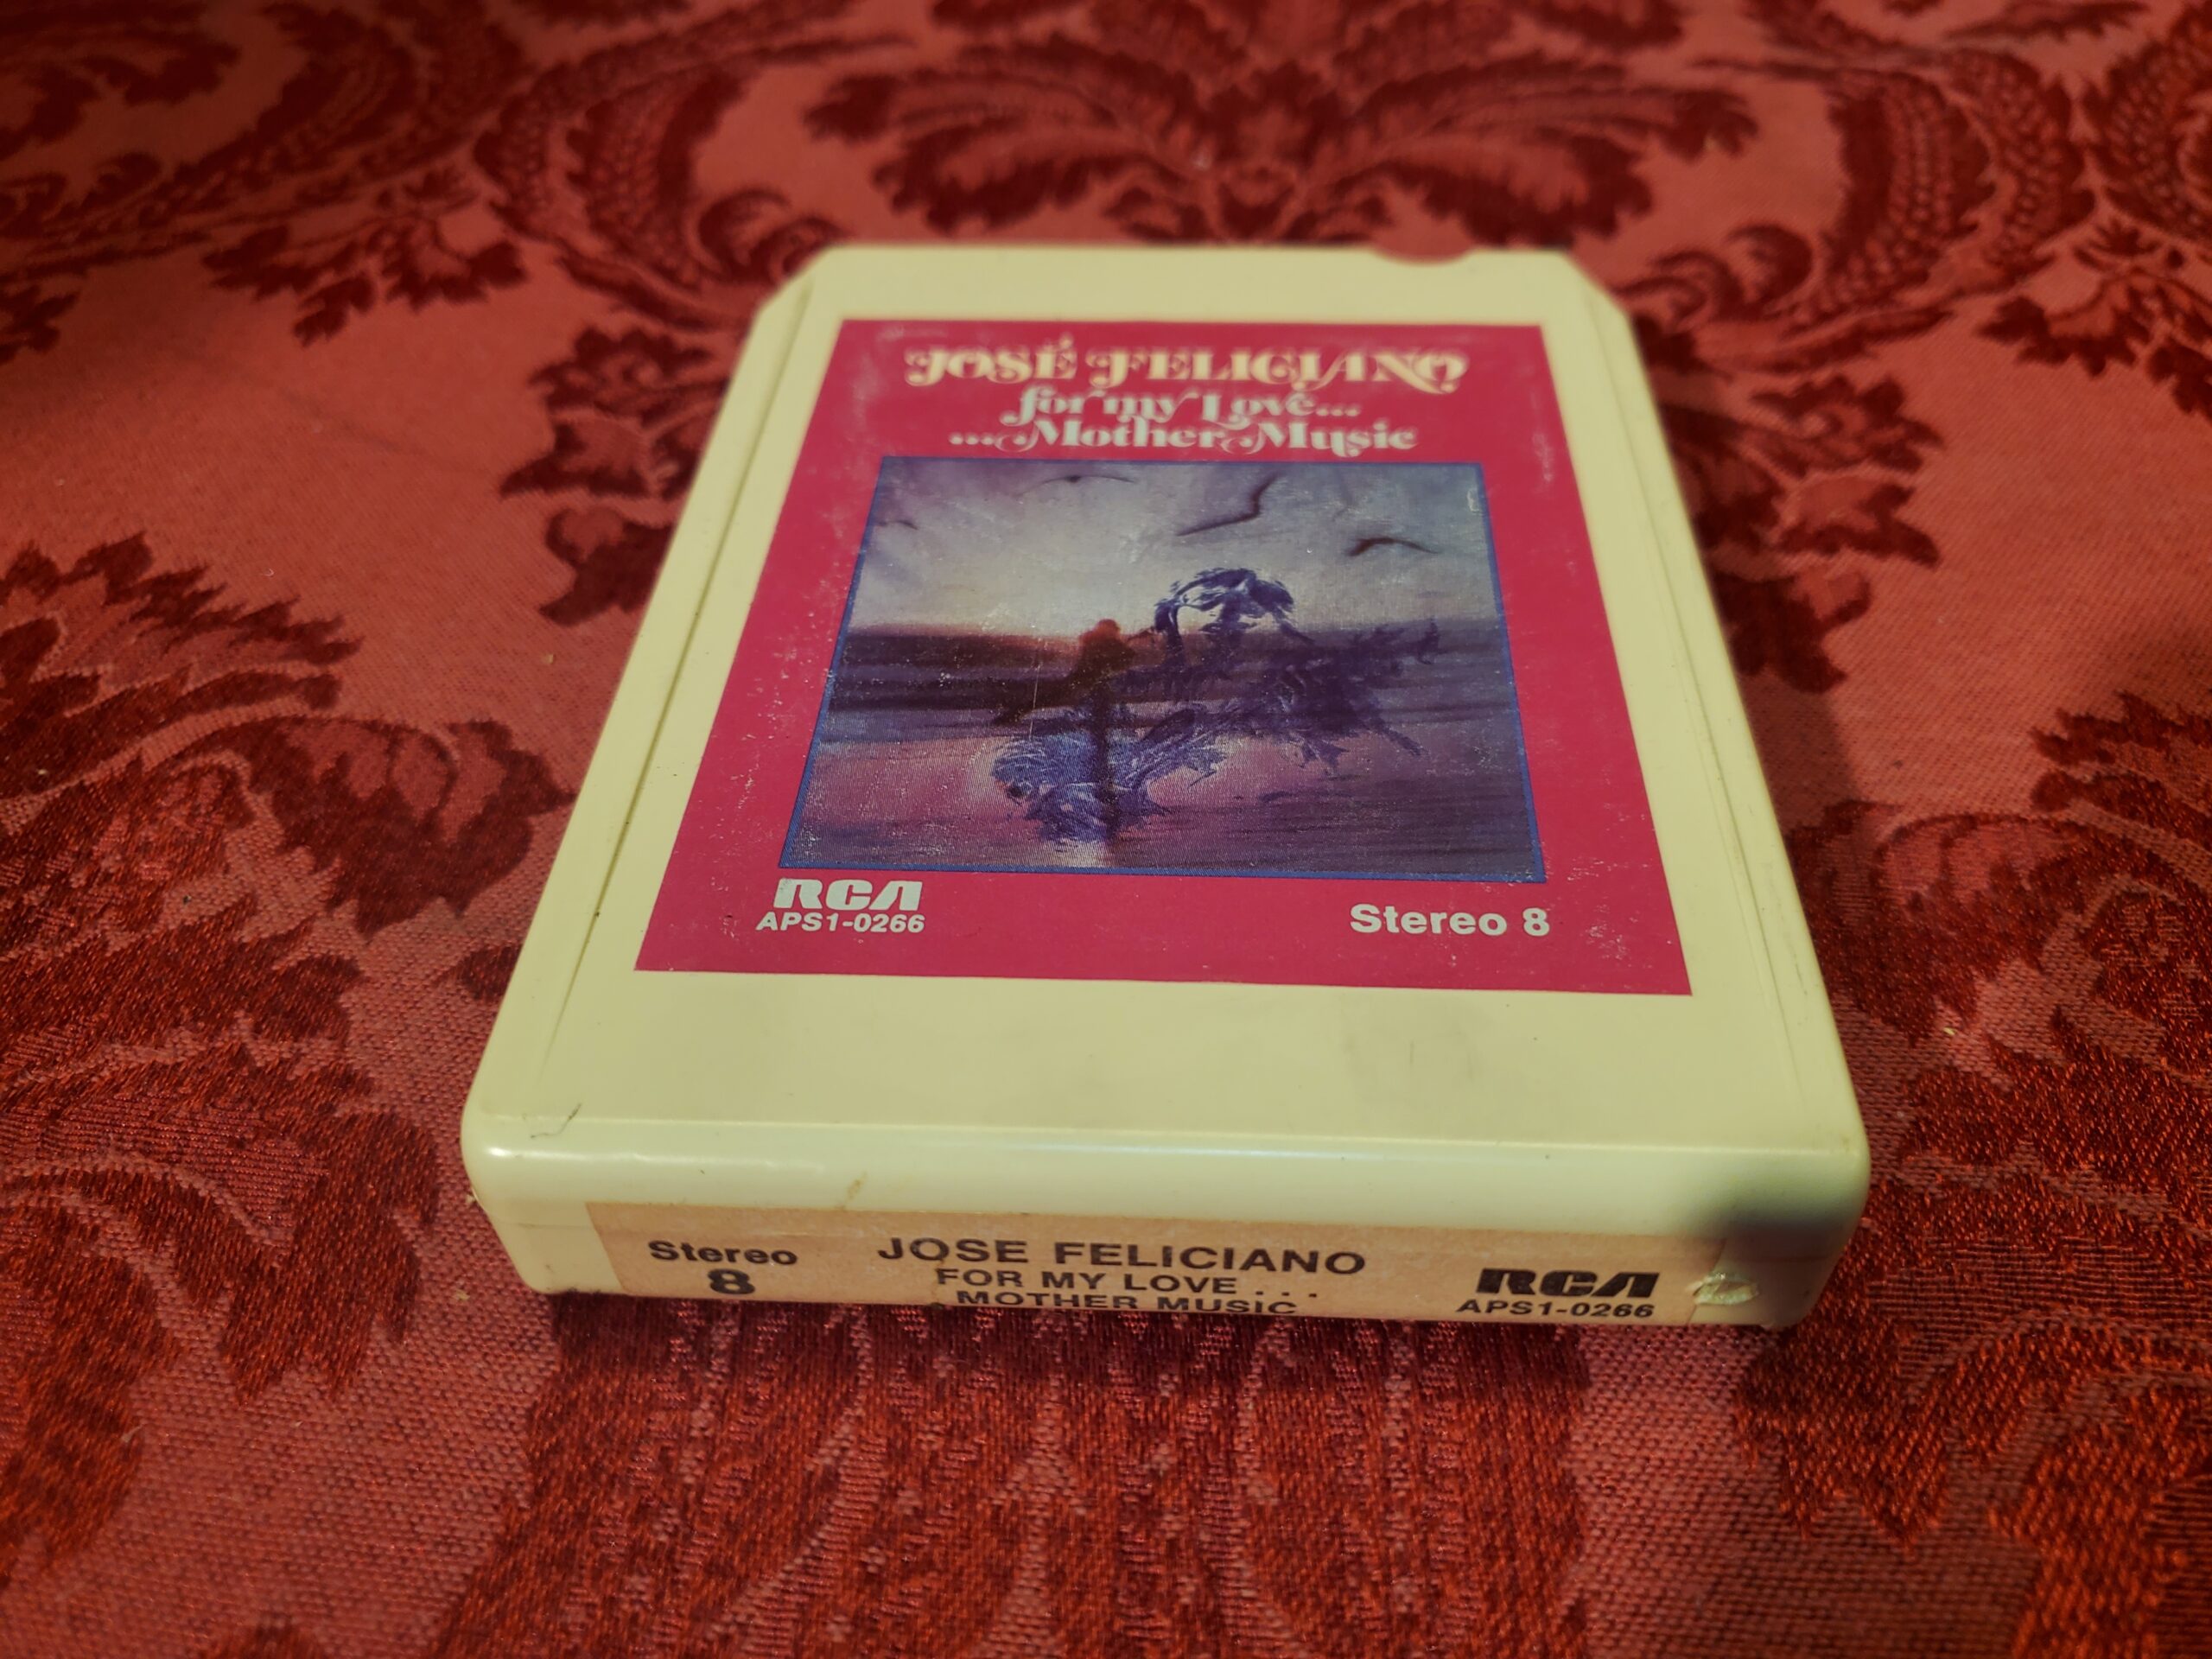 JOSÉ FELICIANO
for my Love...
...Mother Music
RCA
APS1-0266
Stereo 8
Stereo
8
JOSE FELICIANO
FOR MY LOVE . . .
MOTHER MUSIC
RCA
APS1-0266